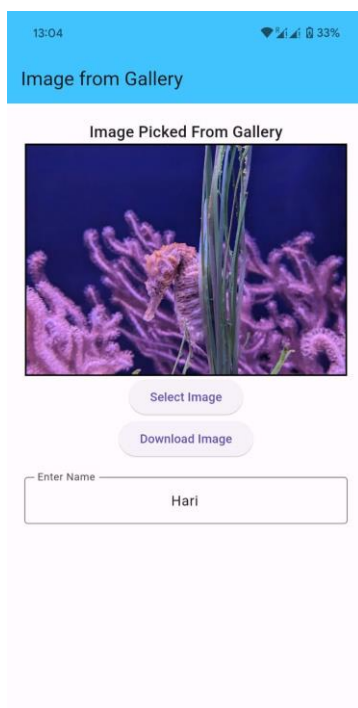 13:04 33%
Image from Gallery
Image Picked From Gallery
Select Image
Download Image
Enter Name
Hari